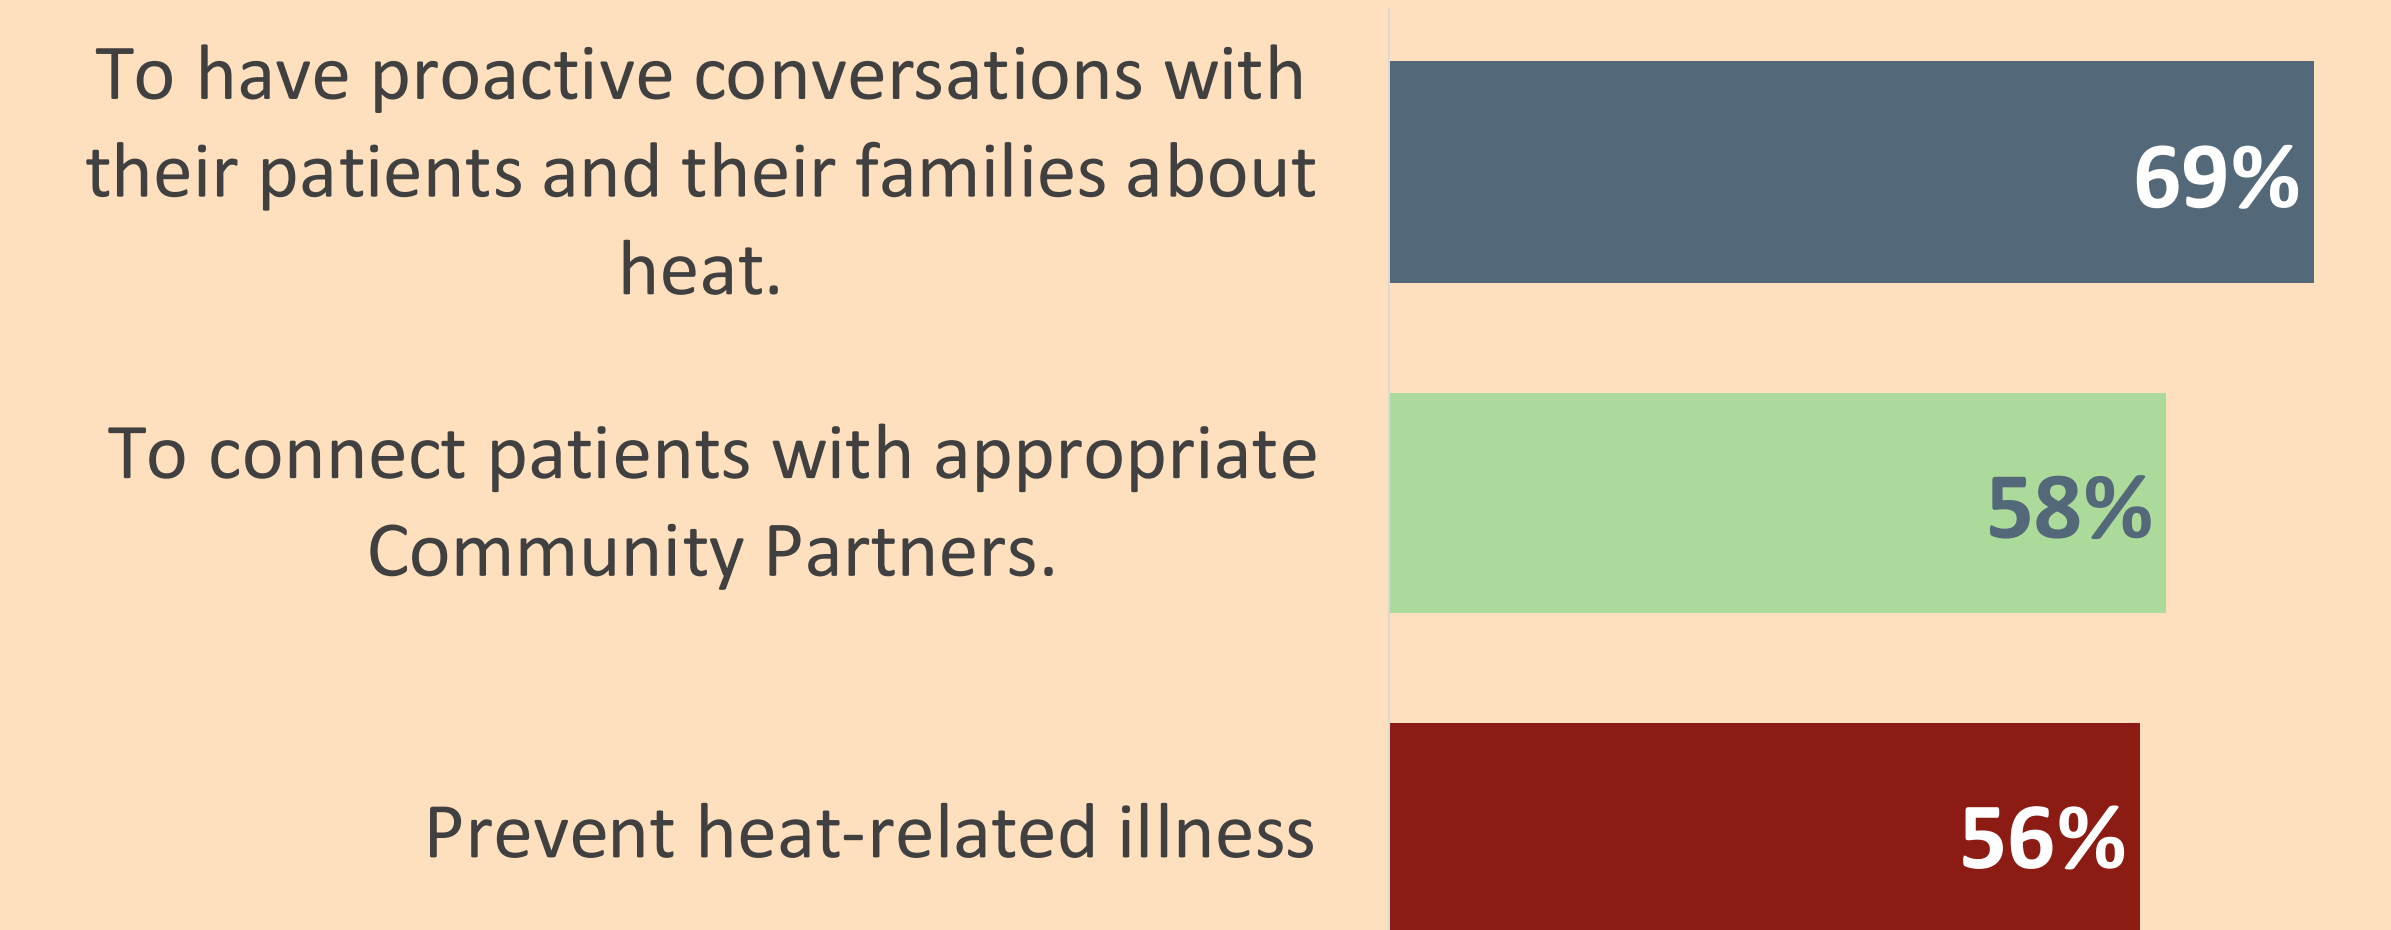 To have proactive conversations with
their patients and their families about
heat.
69%
To connect patients with appropriate
Community Partners.
58%
Prevent heat-related illness
56%